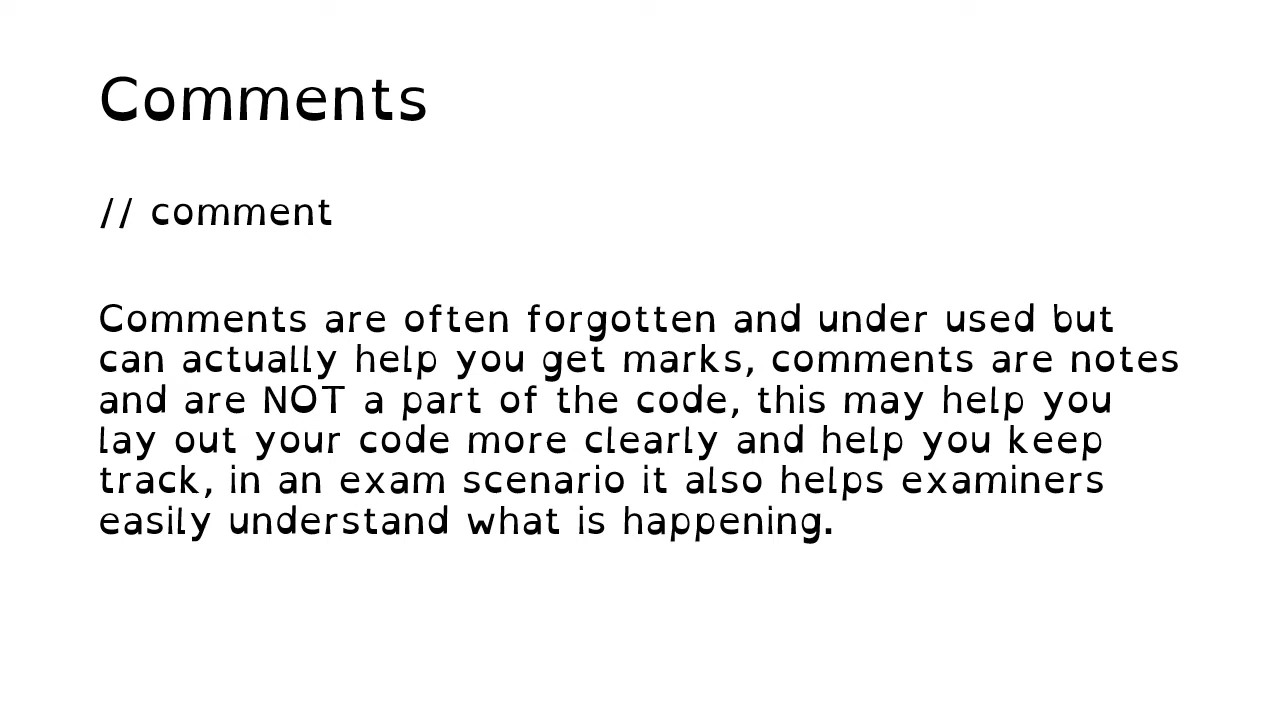 Comments
// comment
Comments are often forgotten and under used but
can actually help you get marks, comments are notes
and are NOT a part of the code, this may help you
lay out your code more clearly and help you keep
track, in an exam scenario it also helps examiners
easily understand what is happening.